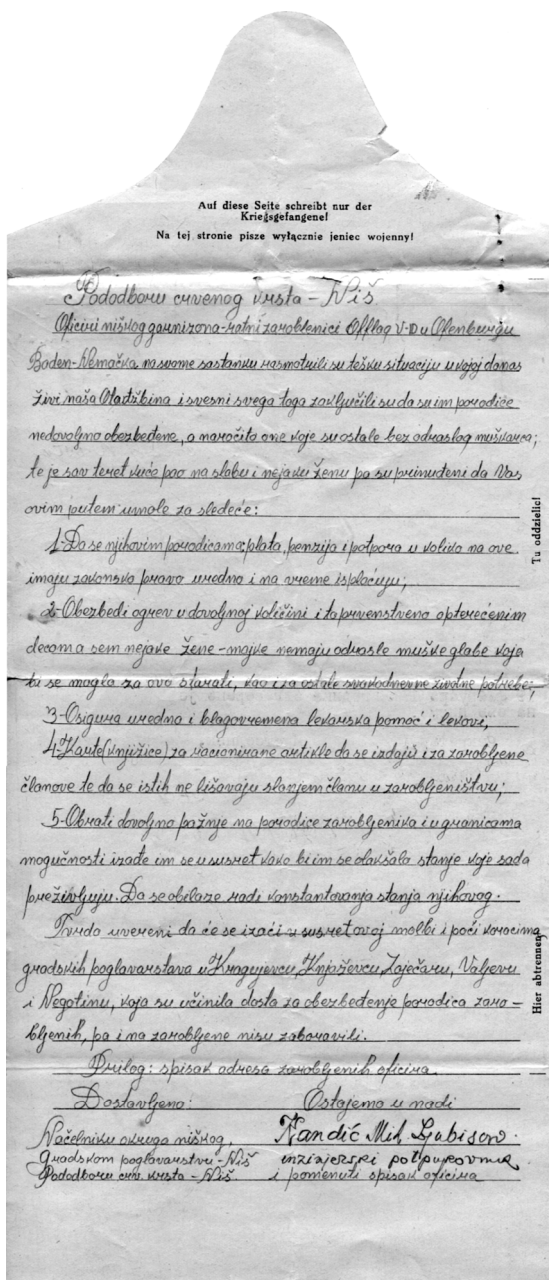 Auf diese Seite schreibt nur der
Kriegsgefangene!
Na tej stronie pisze wyłącznie jeniec wojenny!
Pododboru crvenog krsta – Niš
Oficiri niškog garnizona-ratni zarobljenici Offlag V-D u Ofenburgu
Baden-Nemačka, na svome sastanku rasmotrili su tešku situaciju u kojoj danas
živi naša Otadžbina i svesni svega toga zaključili su da su im porodice
nedovoljno obezbeđene, a naročito one koje su ostale bez odraslog muškarca;
te je sav teret kuće pao na slabu i nejaku ženu pa su prinuđeni da Vas
ovim putem umole za sledeće:
1-Da se njihovim porodicama; plata, penzija i potpora u koliko na ove
imaju zakonsko pravo uredno i na vreme isplaćuju;
2-Obezbedi ogrev u dovoljnoj količini i to prvenstveno opterećenim
decom a sem nejake žene-majke nemaju odrasle muške glave koja
bi se mogla za ovo starati, kao i za ostale svakodnevne životne potrebe;
3-Osigura uredna i blagovremena lekarska pomoć i lekovi;
4-Karte (knjižice) za racionirane artikle da se izdaju i za zarobljene
članove te da se istih ne lišavaju slanjem članu u zarobljeništvu;
5-Obrati dovoljno pažnje na porodice zarobljenika i u granicama
mogućnosti izađe im se u susret kako bi im se olakšalo stanje koje sada
preživljuju. Da se obilaze radi konstantovanja stanja njihovog.
Tvrdo uvereni da će se izaći u susret ovoj molbi i poći koracima
gradskih poglavarstava u Kragujevcu, Knjaževcu, Zaječaru, Valjevu
i Negotinu, koja su učinila dosta za obezbeđenje porodica zaro-
bljenih, pa i na zarobljene nisu zaboravili.
Prilog: spisak adresa zarobljenih oficira.
Dostavljeno: Ostajemo u nadi
Načelniku okruga niškog, Nandić Mih. Ljubisav
Gradskom poglavarstvu - Niš inžinjerski potpukovnik
Pododboru crv. krsta - Niš. i pomenuti spisak oficira
Tu oddzielic!
Hier abtrennen